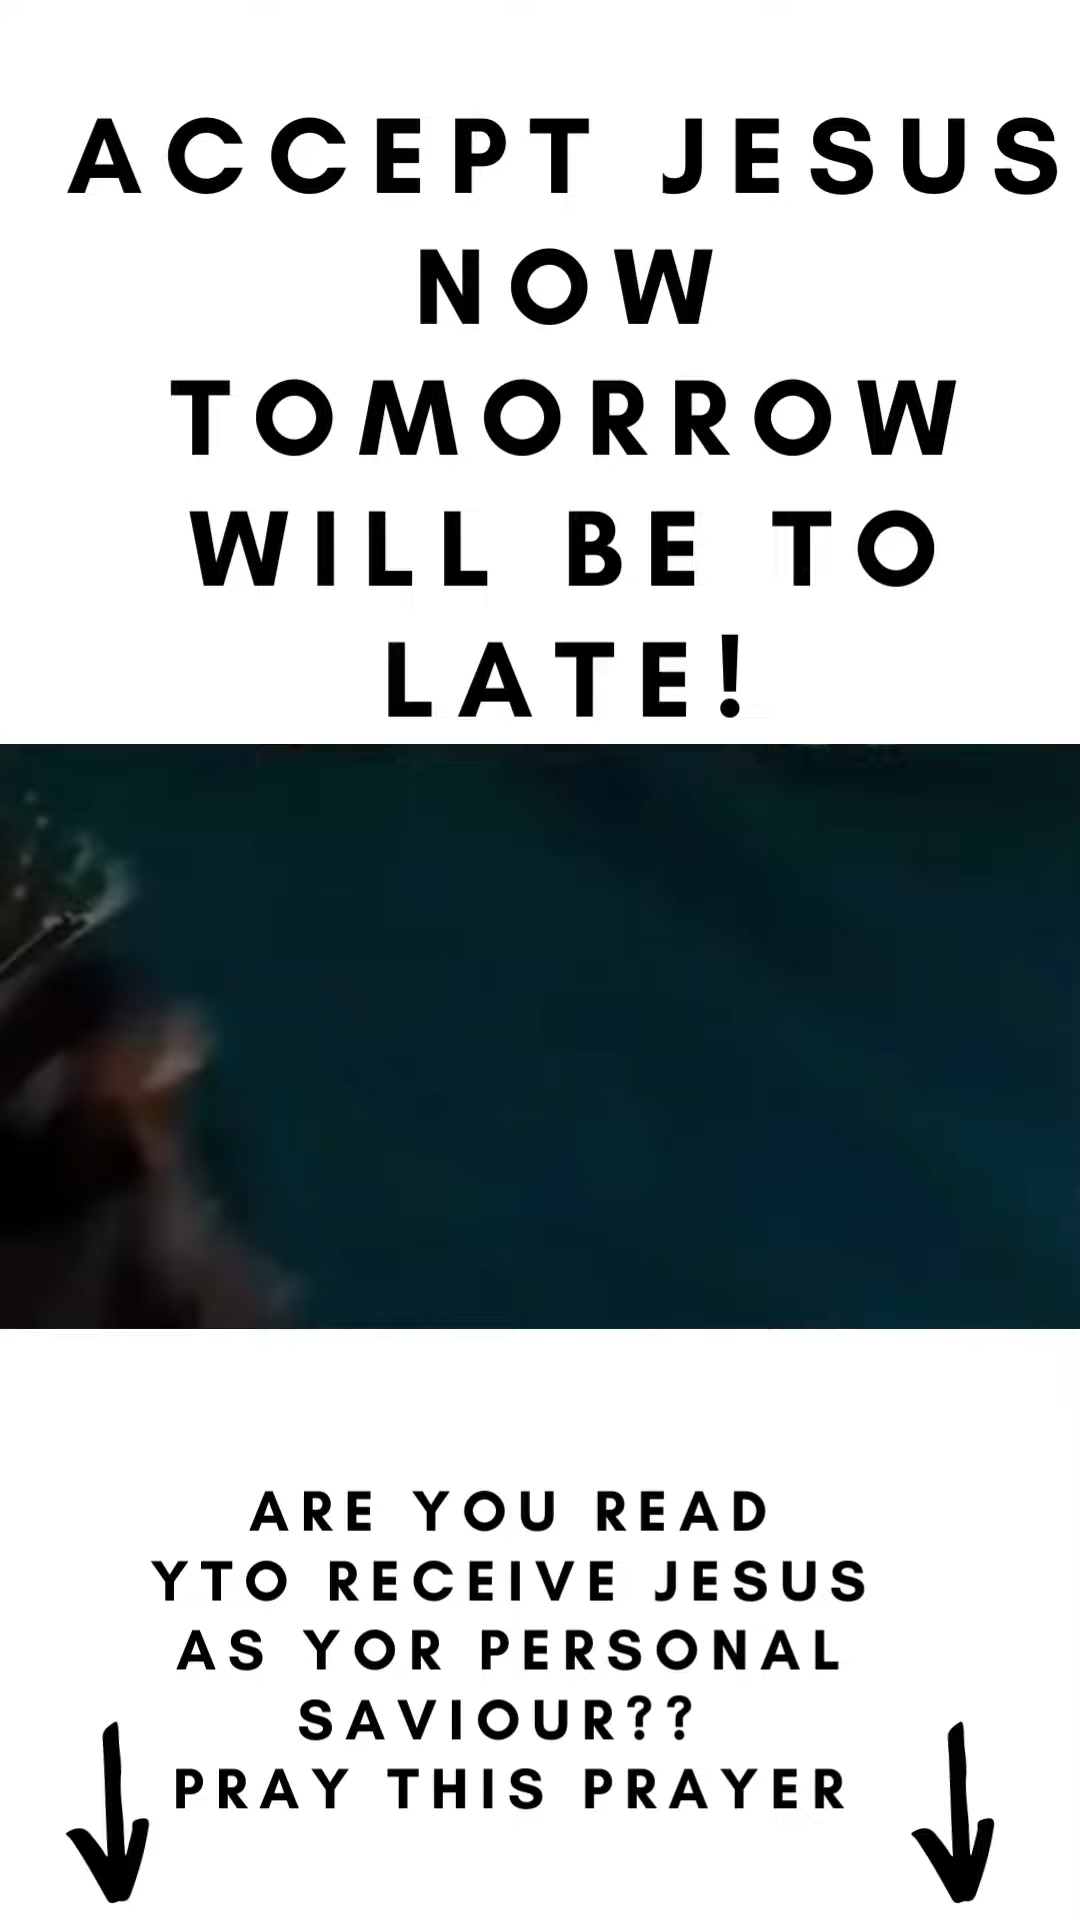 ACCEPT JESUS
NOW
TOMORROW
WILL BE TO
LATE!
ARE YOU READ
YTO RECEIVE JESUS
AS YOR PERSONAL
SAVIOUR??
PRAY THIS PRAYER